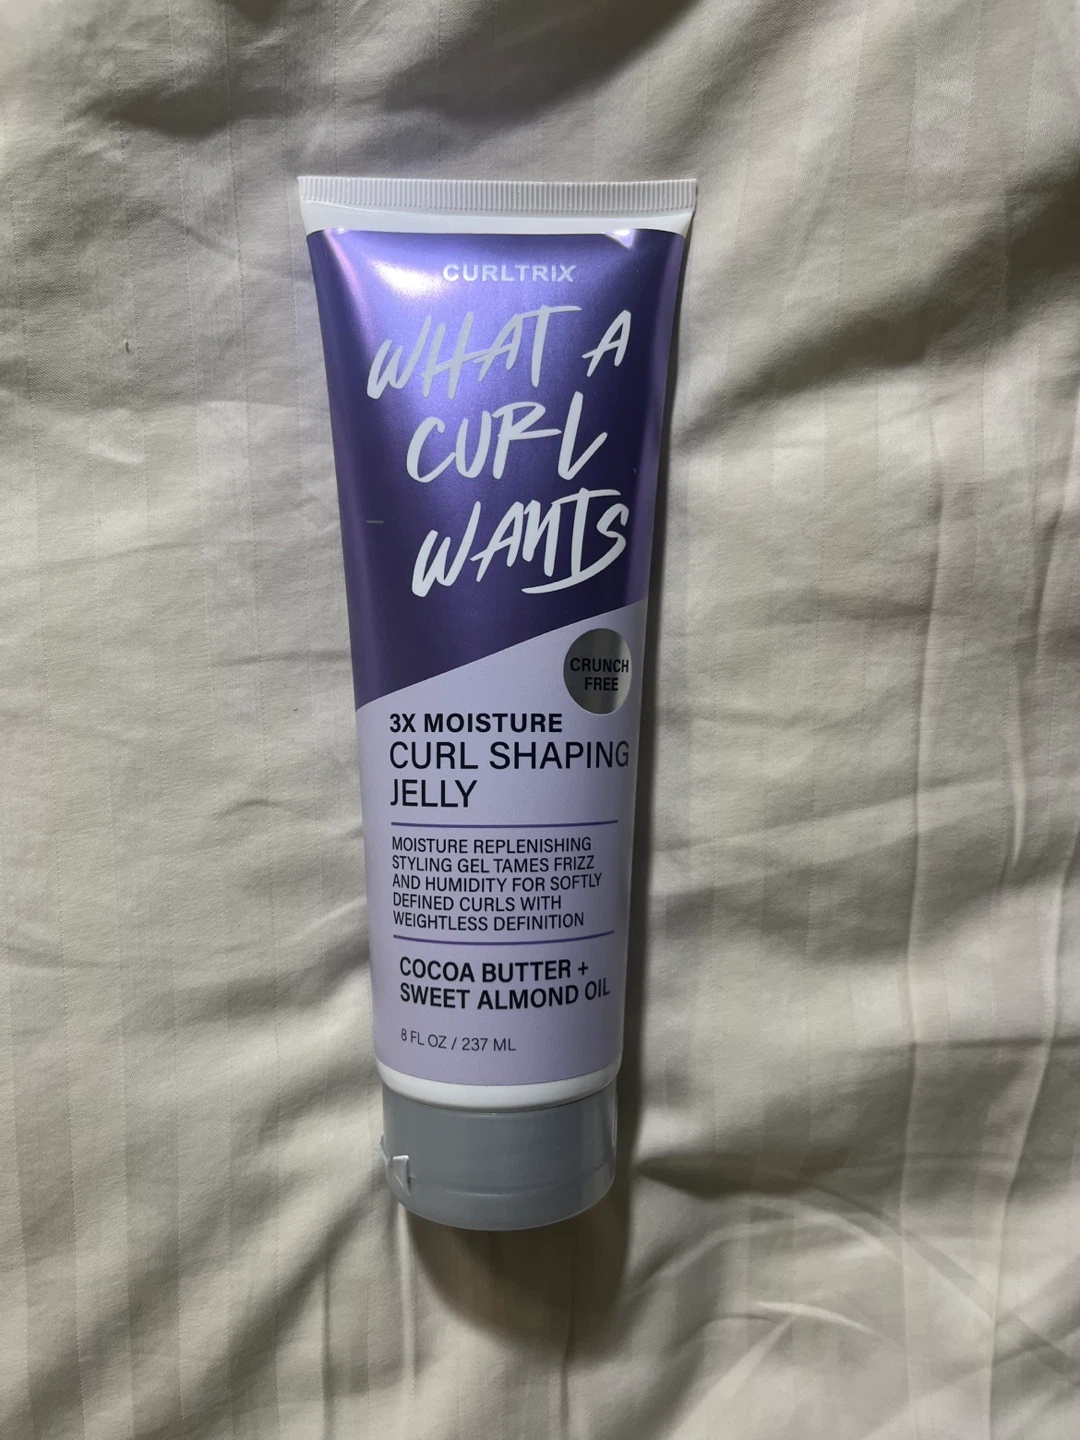 CURLTRIX
WHAT A
CURL
WANTS
CRUNCH
FREE
3X MOISTURE
CURL SHAPING
JELLY
MOISTURE REPLENISHING
STYLING GEL TAMES FRIZZ
AND HUMIDITY FOR SOFTLY
DEFINED CURLS WITH
WEIGHTLESS DEFINITION
COCOA BUTTER +
SWEET ALMOND OIL
8 FL OZ / 237 ML